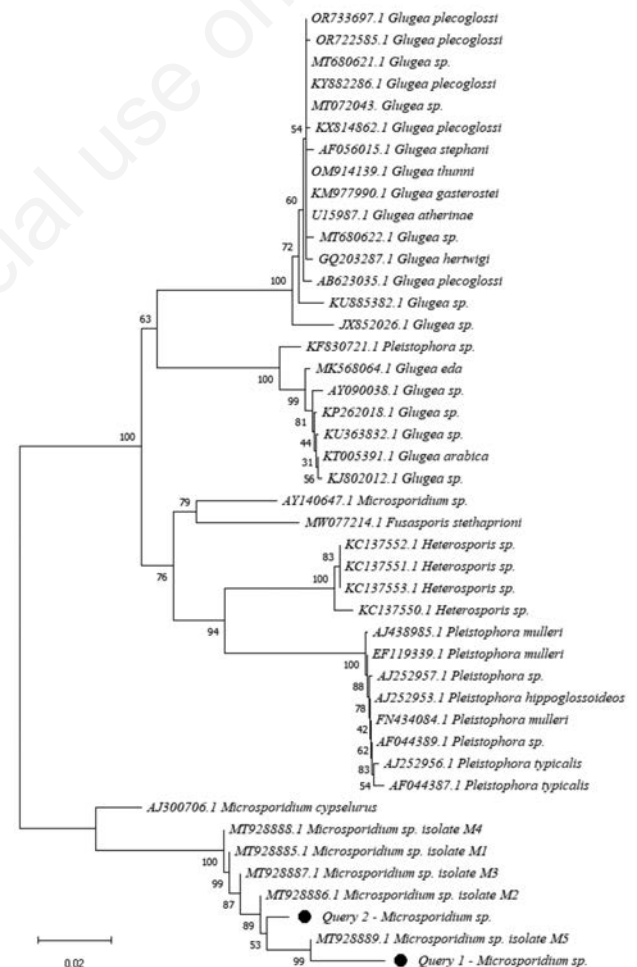 cial use on
OR733697.1 Glugea plecoglossi
OR722585.1 Glugea plecoglossi
MT680621.1 Glugea sp.
KY882286.1 Glugea plecoglossi
MT072043. Glugea sp.
54
KX814862.1 Glugea plecoglossi
AF056015.1 Glugea stephani
OM914139.1 Glugea thunni
KM977990.1 Glugea gasterostei
60
U15987.1 Glugea atherinae
MT680622.1 Glugea sp.
72
GQ203287.1 Glugea hertwigi
AB623035.1 Glugea plecoglossi
100
KU885382.1 Glugea sp.
JX852026.1 Glugea sp.
63
KF830721.1 Pleistophora sp.
MK568064.1 Glugea eda
100
AY090038.1 Glugea sp.
99
KP262018.1 Glugea sp.
81
KU363832.1 Glugea sp.
44
KT005391.1 Glugea arabica
31
KJ802012.1 Glugea sp.
56
100
79
AY140647.1 Microsporidium sp.
MW077214.1 Fusasporis stethaprioni
KC137552.1 Heterosporis sp.
83
KC137551.1 Heterosporis sp.
76
100
KC137553.1 Heterosporis sp.
KC137550.1 Heterosporis sp.
94
AJ438985.1 Pleistophora mulleri
EF119339.1 Pleistophora mulleri
100
AJ252957.1 Pleistophora sp.
88
AJ252953.1 Pleistophora hippoglossoideos
78
FN434084.1 Pleistophora mulleri
42
AF044389.1 Pleistophora sp.
62
AJ252956.1 Pleistophora typicalis
83
AF044387.1 Pleistophora typicalis
54
AJ300706.1 Microsporidium cypselurus
MT928888.1 Microsporidium sp. isolate M4
MT928885.1 Microsporidium sp. isolate M1
100
MT928887.1 Microsporidium sp. isolate M3
99
MT928886.1 Microsporidium sp. isolate M2
87
Query 2 - Microsporidium sp.
89
MT928889.1 Microsporidium sp. isolate M5
53
Query 1 - Microsporidium sp.
99
0.02